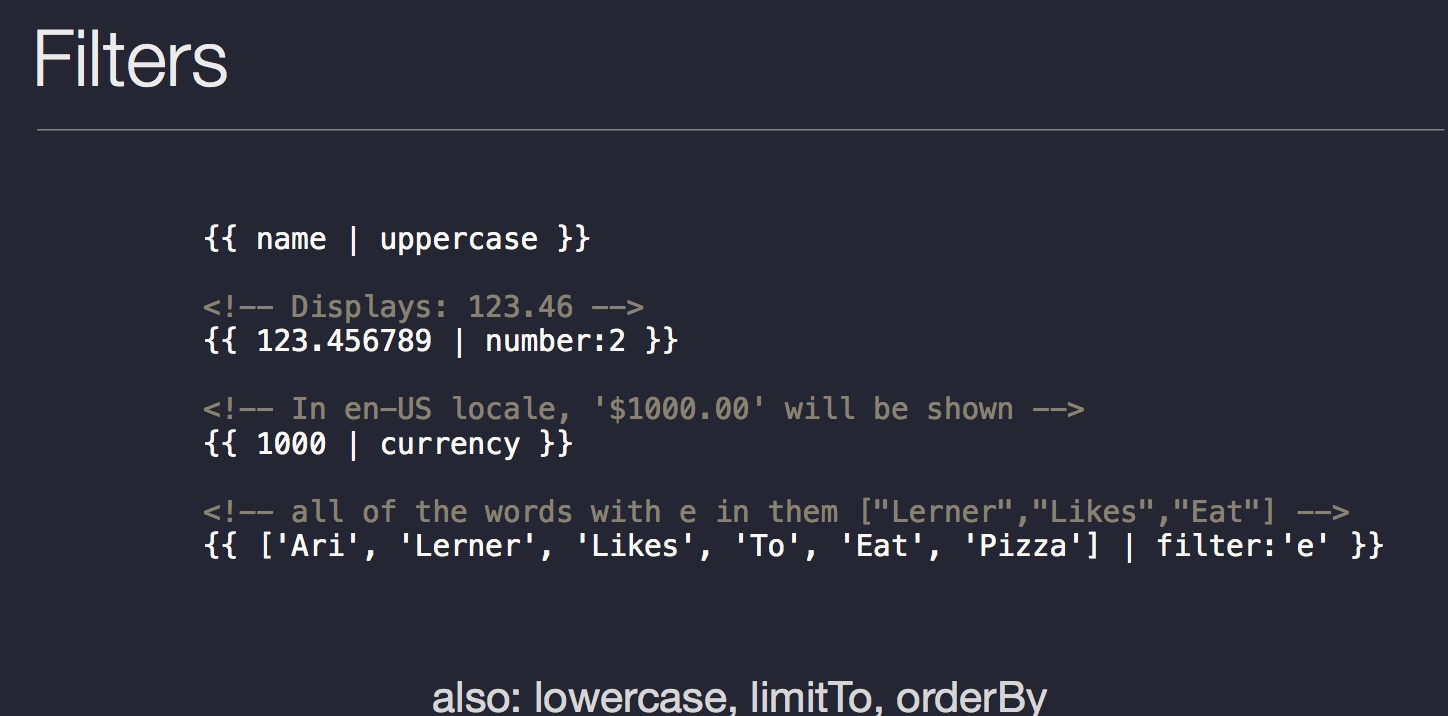 Filters
{{ name | uppercase }}
<!-- Displays: 123.46 -->
{{ 123.456789 | number:2 }}
<!-- In en-US locale, '$1000.00' will be shown -->
{{ 1000 | currency }}
<!-- all of the words with e in them ["Lerner","Likes","Eat"] -->
{{ ['Ari', 'Lerner', 'Likes', 'To', 'Eat', 'Pizza'] | filter:'e' }}
also: lowercase, limitTo, orderBy